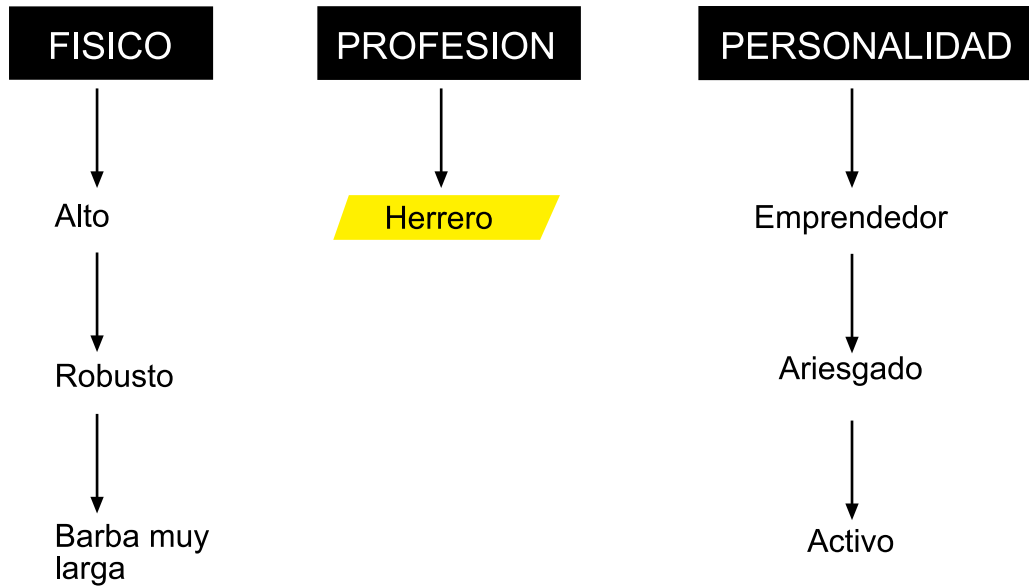 FISICO
PROFESION
PERSONALIDAD
Alto
Herrero
Emprendedor
Robusto
Ariesgado
Barba muy
larga
Activo